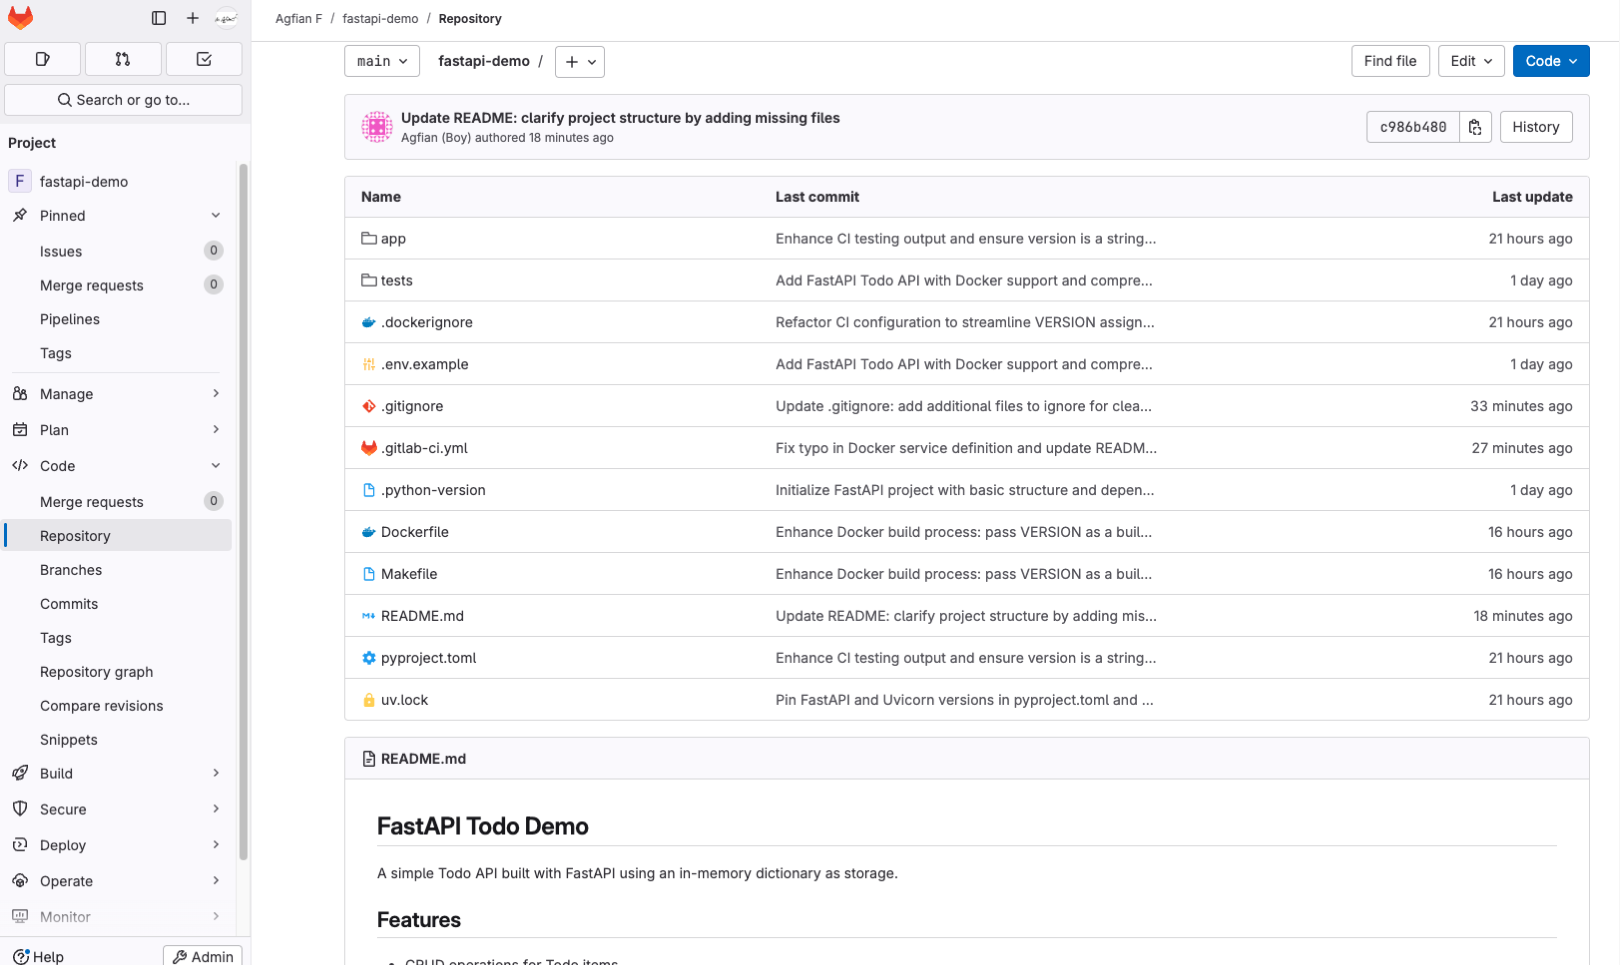 Agfian F / fastapi-demo / Repository
Search or go to...
Project
F fastapi-demo
Pinned
Issues 0
Merge requests 0
Pipelines
Tags
Manage
Plan
Code
Merge requests 0
Repository
Branches
Commits
Tags
Repository graph
Compare revisions
Snippets
Build
Secure
Deploy
Operate
Monitor
Help
Admin
main fastapi-demo /
Find file Edit Code
Update README: clarify project structure by adding missing files
Agfian (Boy) authored 18 minutes ago
c986b480 History
Name Last commit Last update
app Enhance CI testing output and ensure version is a string... 21 hours ago
tests Add FastAPI Todo API with Docker support and compre... 1 day ago
.dockerignore Refactor CI configuration to streamline VERSION assign... 21 hours ago
.env.example Add FastAPI Todo API with Docker support and compre... 1 day ago
.gitignore Update .gitignore: add additional files to ignore for clea... 33 minutes ago
.gitlab-ci.yml Fix typo in Docker service definition and update READM... 27 minutes ago
.python-version Initialize FastAPI project with basic structure and depen... 1 day ago
Dockerfile Enhance Docker build process: pass VERSION as a buil... 16 hours ago
Makefile Enhance Docker build process: pass VERSION as a buil... 16 hours ago
README.md Update README: clarify project structure by adding mis... 18 minutes ago
pyproject.toml Enhance CI testing output and ensure version is a string... 21 hours ago
uv.lock Pin FastAPI and Uvicorn versions in pyproject.toml and ... 21 hours ago
README.md
FastAPI Todo Demo
A simple Todo API built with FastAPI using an in-memory dictionary as storage.
Features
• CRUD operations for Todo items